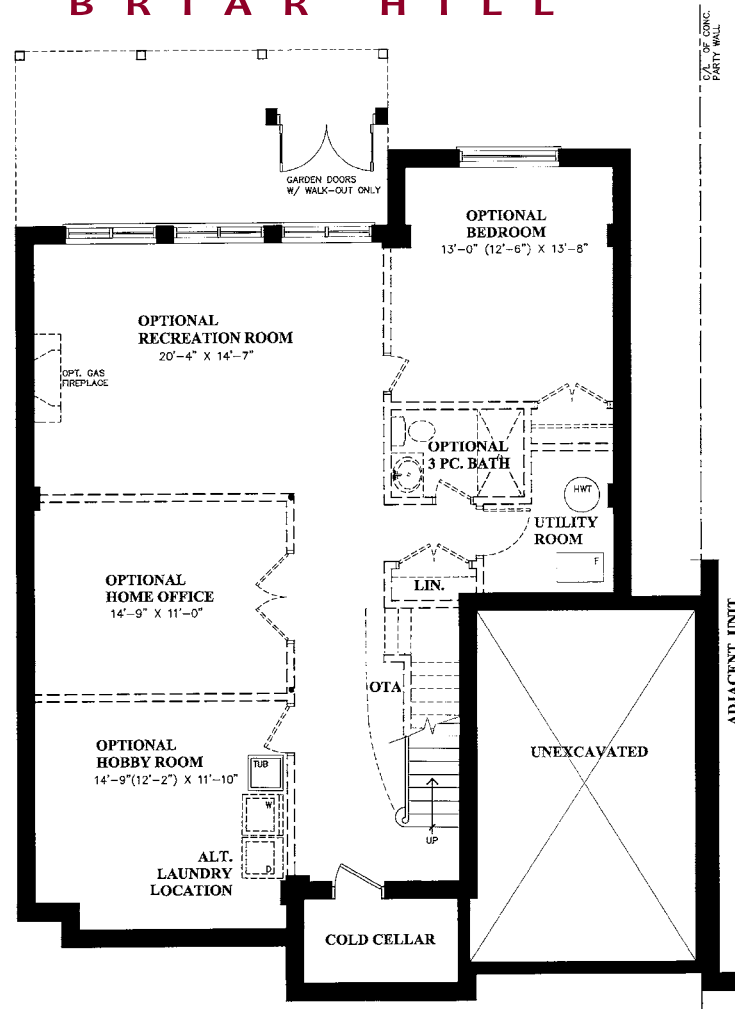 BRIAR HILL
C/L OF CONC.
PARTY WALL
GARDEN DOORS
W/ WALK-OUT ONLY
OPTIONAL
BEDROOM
13'-0" (12'-6") X 13'-8"
OPTIONAL
RECREATION ROOM
20'-4" X 14'-7"
OPT. GAS
FIREPLACE
OPTIONAL
3 PC. BATH
HWT
UTILITY
ROOM
F
LIN.
OPTIONAL
HOME OFFICE
14'-9" X 11'-0"
OTA
ADJACENT UNIT
OPTIONAL
HOBBY ROOM
14'-9"(12'-2") X 11'-10"
TUB
W
D
UNEXCAVATED
UP
ALT.
LAUNDRY
LOCATION
COLD CELLAR